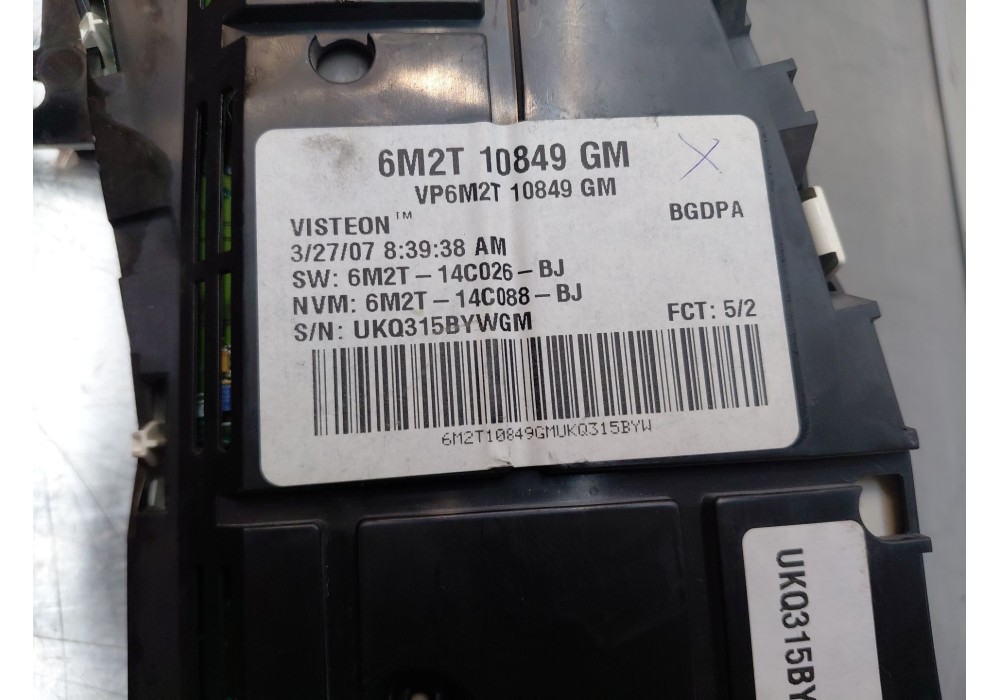 6M2T 10849 GM
VP6M2T 10849 GM
VISTEON™
BGDPA
3/27/07 8:39:38 AM
SW: 6M2T-14C026-BJ
NVM: 6M2T-14C088-BJ
S/N: UKQ315BYWGM
FCT: 5/2
6M2T10849GMUKQ315BYW
UKQ315BY